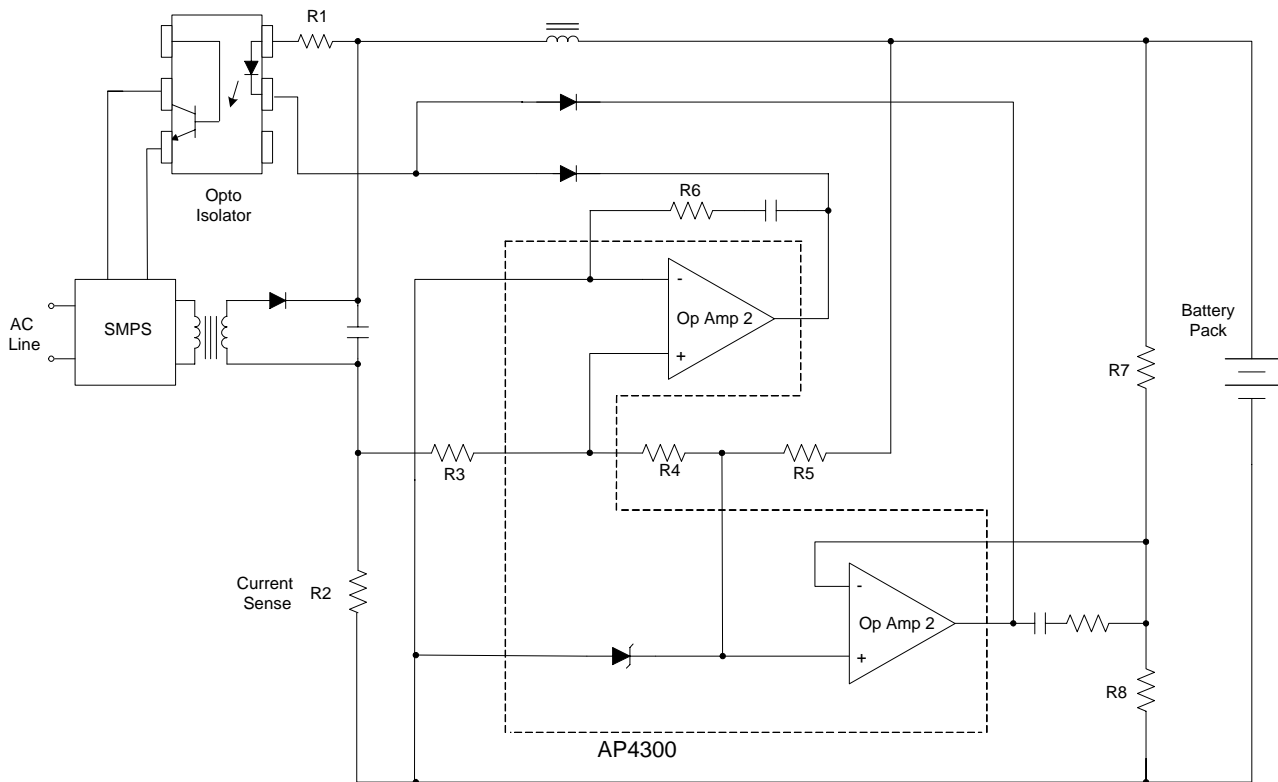 R1
Opto
Isolator
R6
-
Op Amp 2
+
AC
Line
SMPS
Battery
Pack
R7
R3
R4
R5
Current
Sense
R2
-
Op Amp 2
+
R8
AP4300